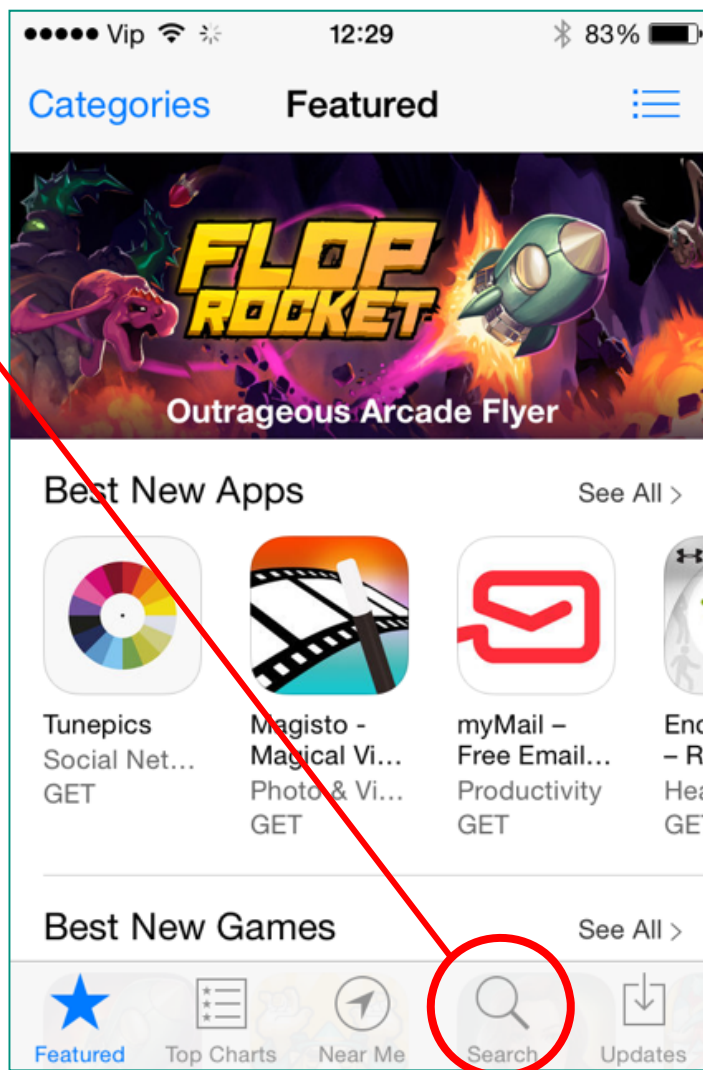 Vip 12:29 83%
Categories Featured
FLOP
ROCKET
Outrageous Arcade Flyer
Best New Apps See All >
Tunepics Magisto - myMail –
Social Net... Magical Vi... Free Email... – R
GET Photo & Vi... Productivity
GET GET
Best New Games See All >
Featured Top Charts Near Me Search Updates